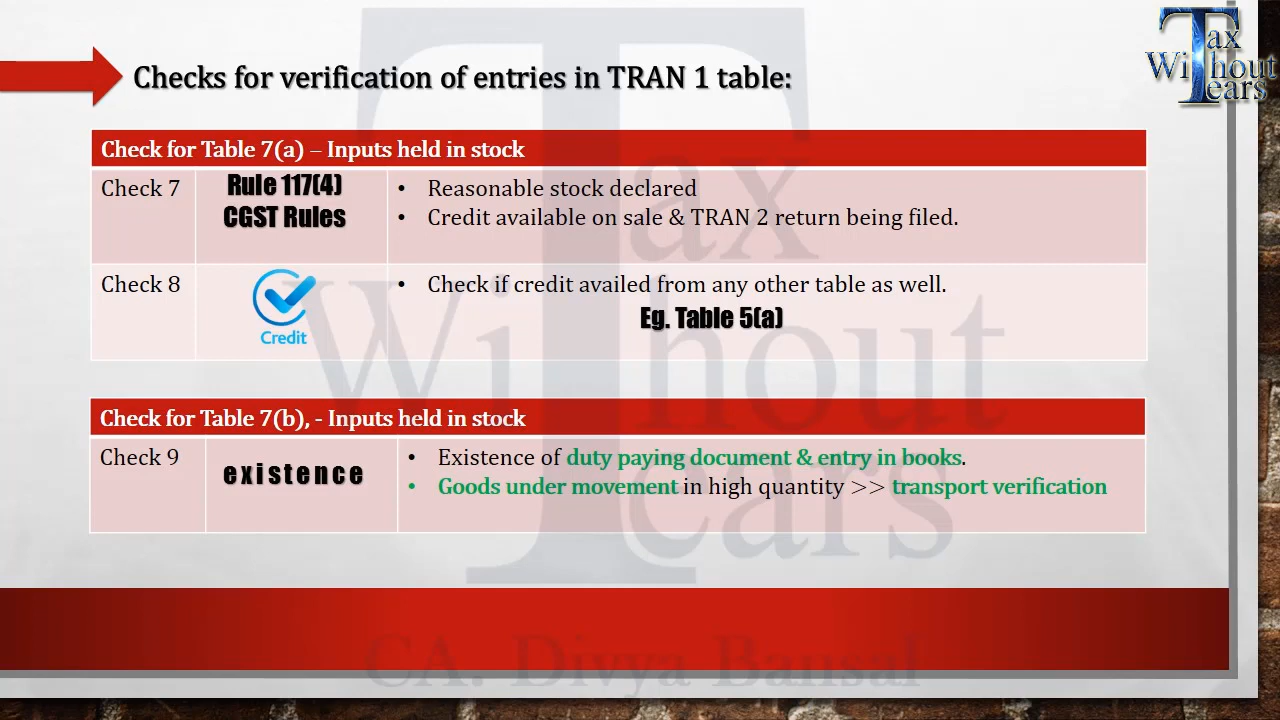 Tax
Without
Tears
Checks for verification of entries in TRAN 1 table:
Check for Table 7(a) – Inputs held in stock
Check 7
Rule 117(4)
CGST Rules
• Reasonable stock declared
• Credit available on sale & TRAN 2 return being filed.
Check 8
Credit
• Check if credit availed from any other table as well.
Eg. Table 5(a)
Check for Table 7(b), - Inputs held in stock
Check 9
existence
• Existence of duty paying document & entry in books.
• Goods under movement in high quantity >> transport verification
Tax
Without
Tears
CA. Divya Bansal